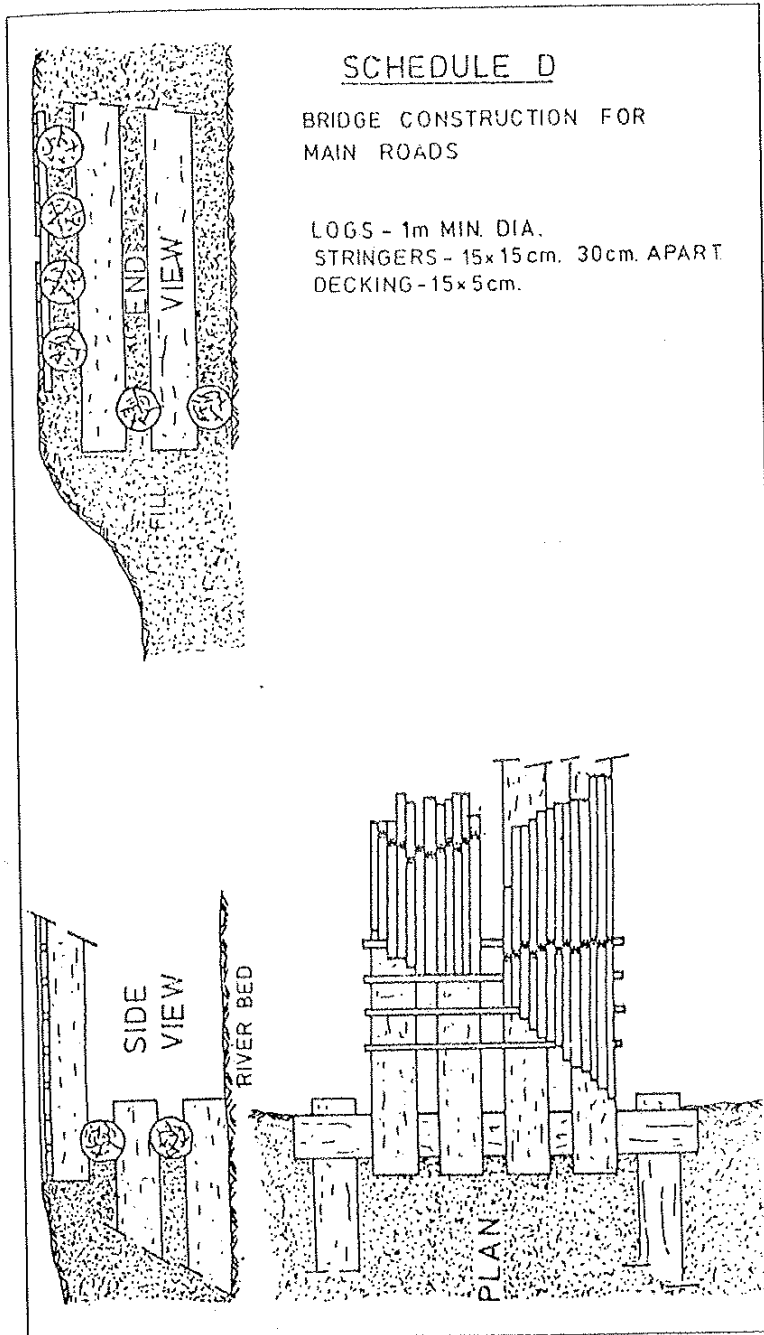 SCHEDULE D
BRIDGE CONSTRUCTION FOR
MAIN ROADS
LOGS - 1m MIN. DIA.
STRINGERS - 15x15cm. 30cm. APART
DECKING - 15x5cm.
END
VIEW
FILL
SIDE
VIEW
RIVER BED
PLAN